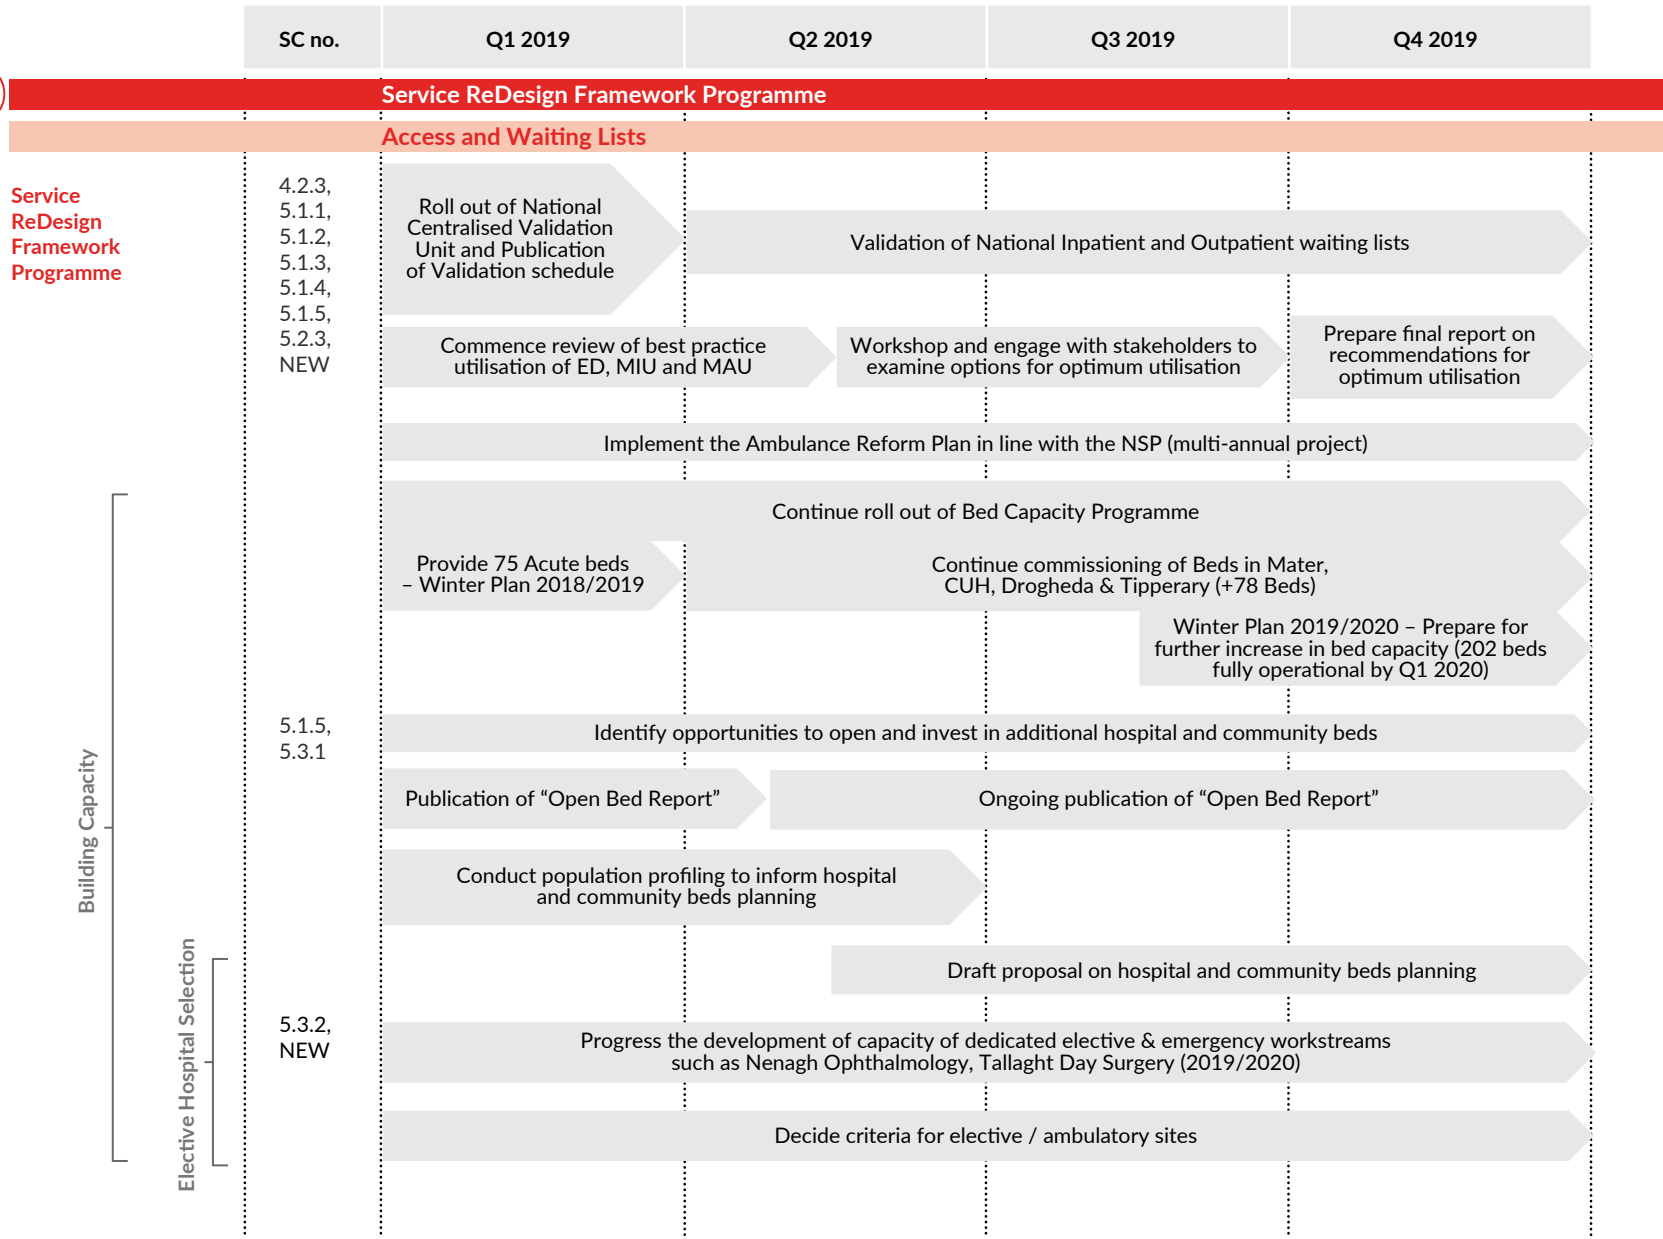 SC no.
Q1 2019
Q2 2019
Q3 2019
Q4 2019
Service ReDesign Framework Programme
Access and Waiting Lists
Service
ReDesign
Framework
Programme
4.2.3,
5.1.1,
5.1.2,
5.1.3,
5.1.4,
5.1.5,
5.2.3,
NEW
Roll out of National
Centralised Validation
Unit and Publication
of Validation schedule
Validation of National Inpatient and Outpatient waiting lists
Commence review of best practice
utilisation of ED, MIU and MAU
Workshop and engage with stakeholders to
examine options for optimum utilisation
Prepare final report on
recommendations for
optimum utilisation
Implement the Ambulance Reform Plan in line with the NSP (multi-annual project)
Building Capacity
Continue roll out of Bed Capacity Programme
Provide 75 Acute beds
– Winter Plan 2018/2019
Continue commissioning of Beds in Mater,
CUH, Drogheda & Tipperary (+78 Beds)
Winter Plan 2019/2020 – Prepare for
further increase in bed capacity (202 beds
fully operational by Q1 2020)
5.1.5,
5.3.1
Identify opportunities to open and invest in additional hospital and community beds
Publication of “Open Bed Report”
Ongoing publication of “Open Bed Report”
Conduct population profiling to inform hospital
and community beds planning
Draft proposal on hospital and community beds planning
Elective Hospital Selection
5.3.2,
NEW
Progress the development of capacity of dedicated elective & emergency workstreams
such as Nenagh Ophthalmology, Tallaght Day Surgery (2019/2020)
Decide criteria for elective / ambulatory sites